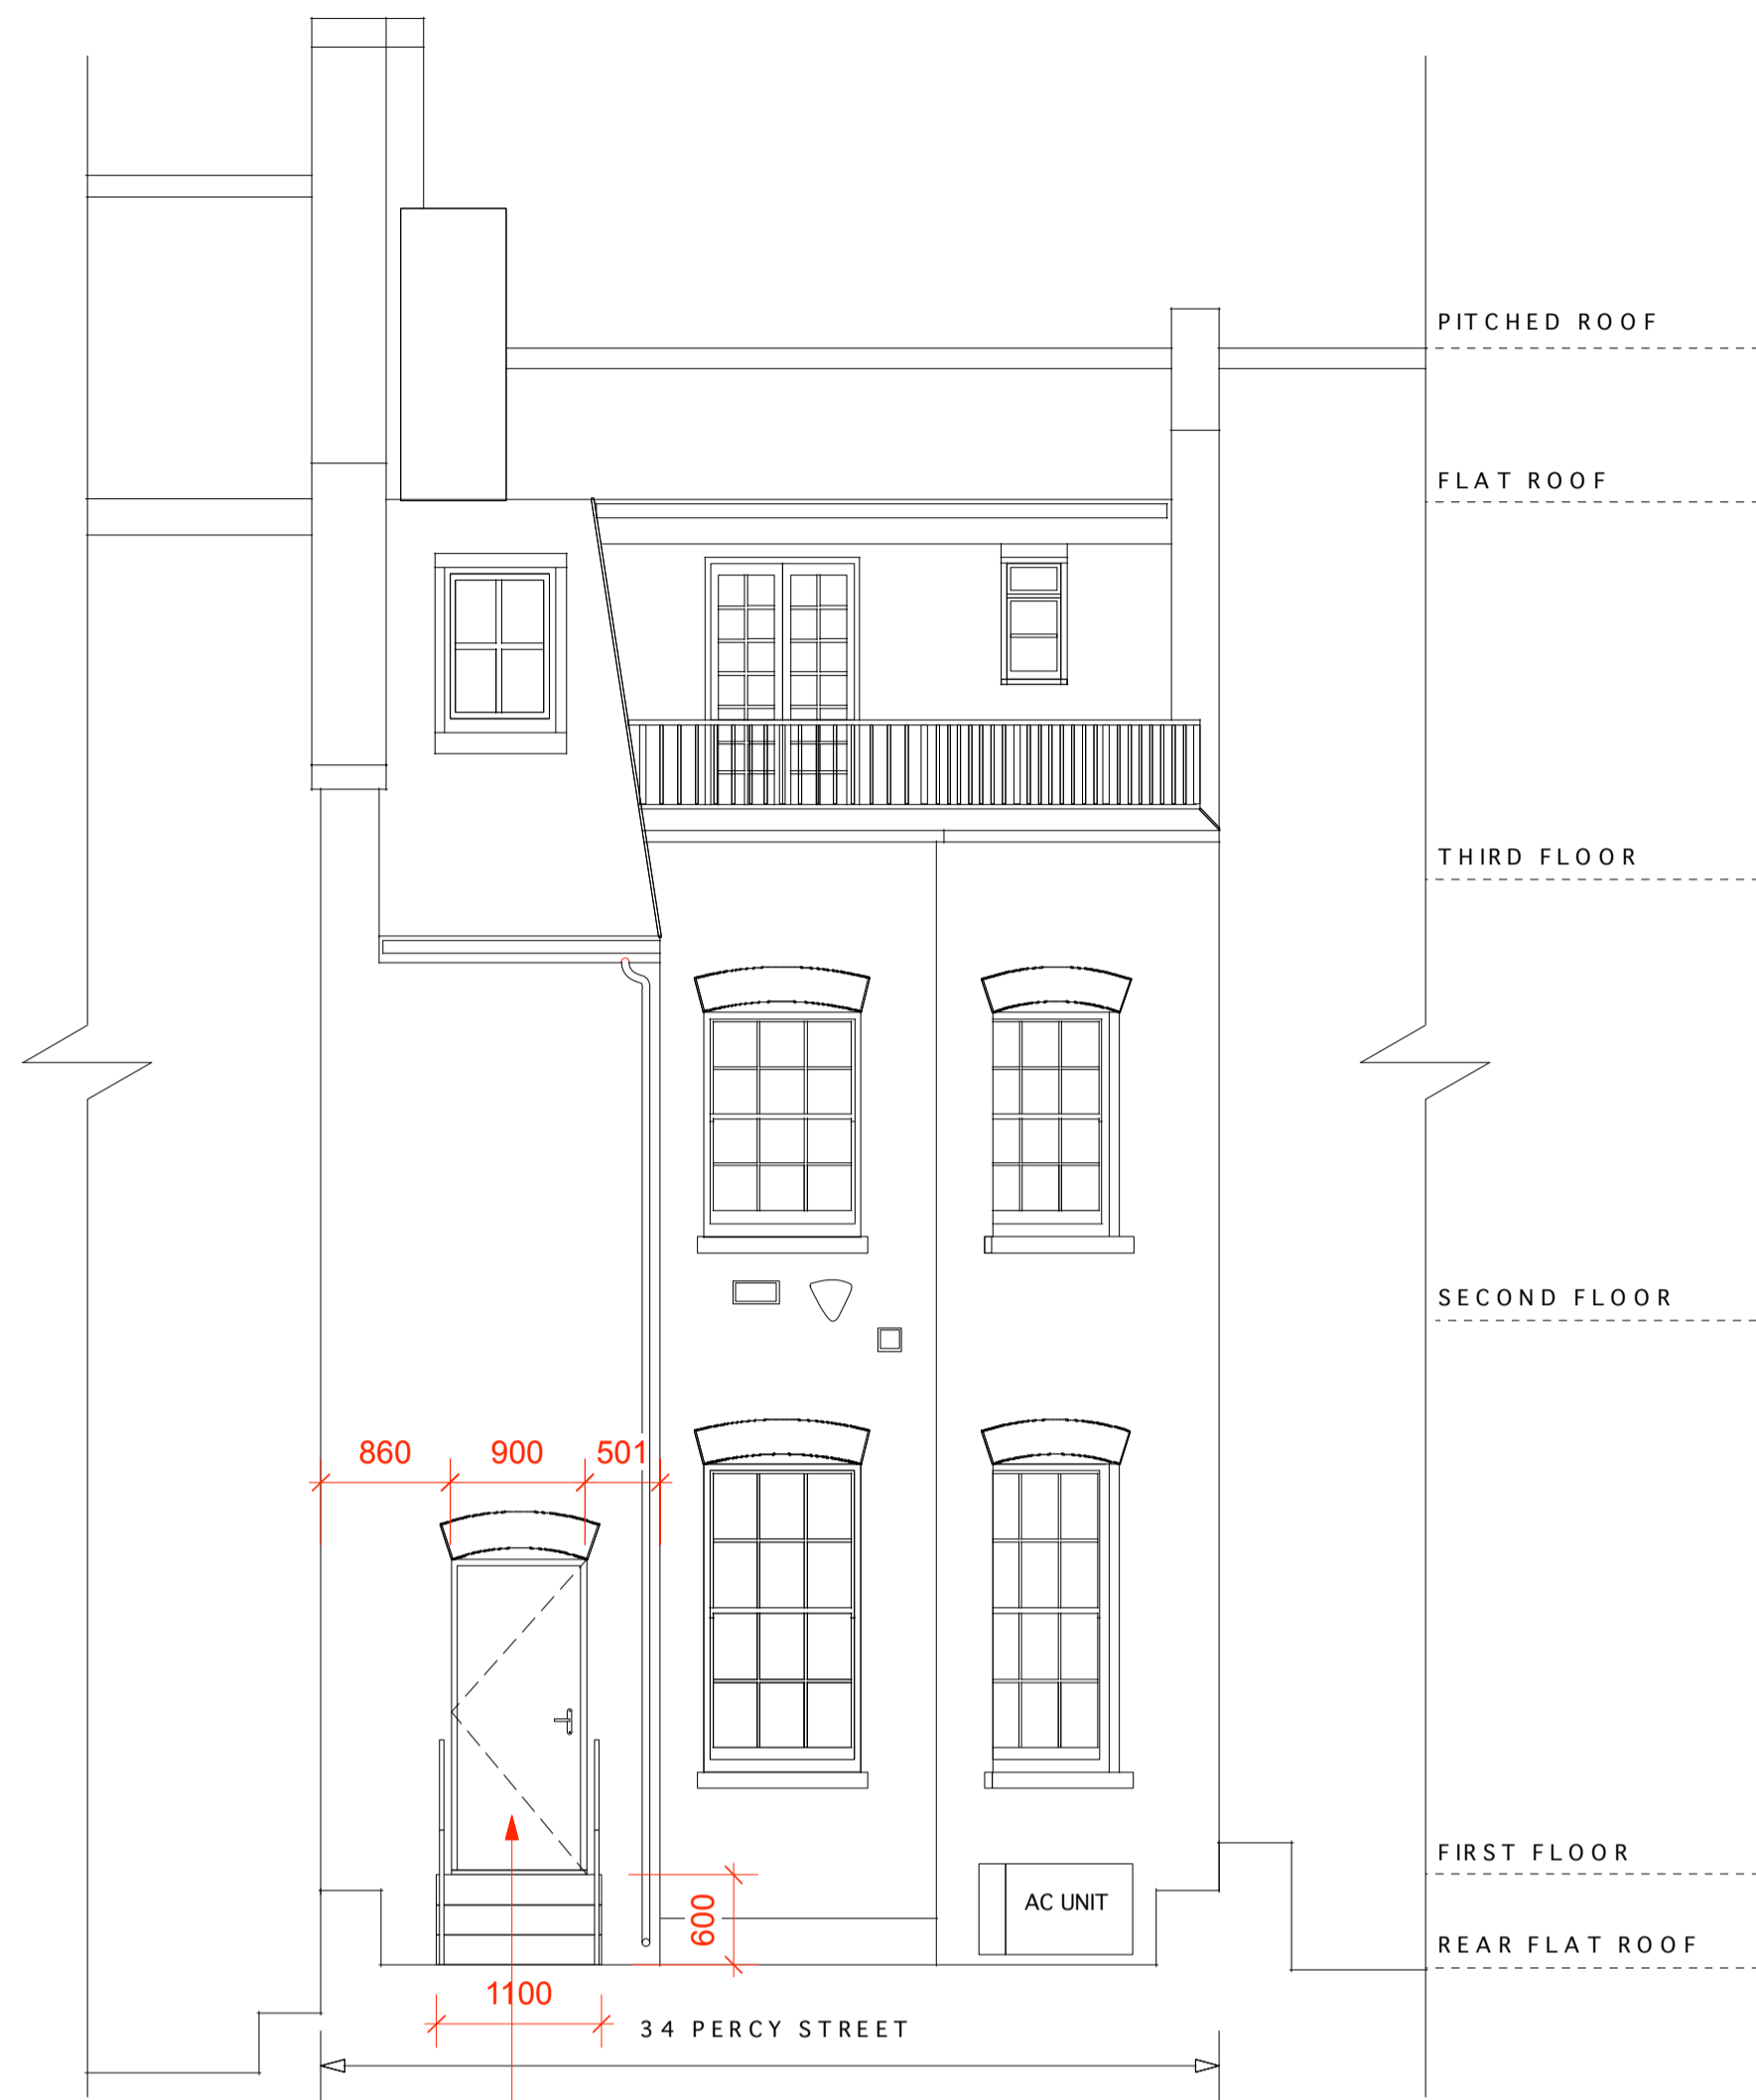 PITCHED ROOF
FLAT ROOF
THIRD FLOOR
SECOND FLOOR
860 900 501
FIRST FLOOR
AC UNIT
600
REAR FLAT ROOF
1100
34 PERCY STREET